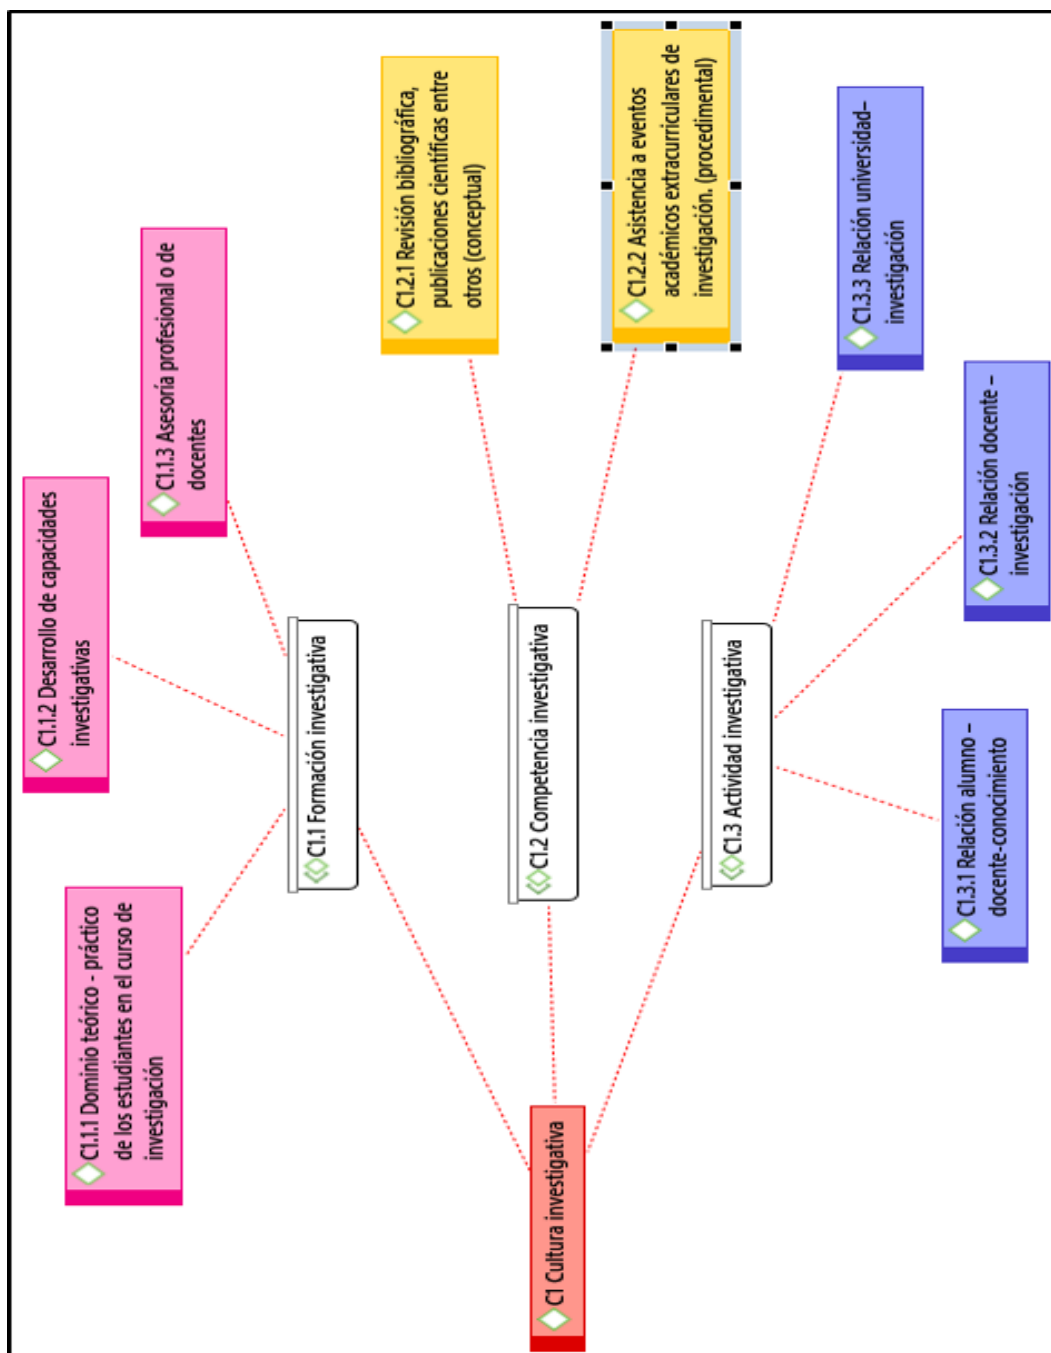 C1.1.1 Dominio teórico - práctico
de los estudiantes en el curso de
investigación
C1.1.2 Desarrollo de capacidades
investigativas
C1.1.3 Asesoría profesional o de
docentes
C1.1 Formación investigativa
C1.2.1 Revisión bibliográfica,
publicaciones científicas entre
otros (conceptual)
C1 Cultura investigativa
C1.2 Competencia investigativa
C1.2.2 Asistencia a eventos
académicos extracurriculares de
investigación. (procedimental)
C1.3 Actividad investigativa
C1.3.3 Relación universidad–
investigación
C1.3.1 Relación alumno –
docente-conocimiento
C1.3.2 Relación docente –
investigación